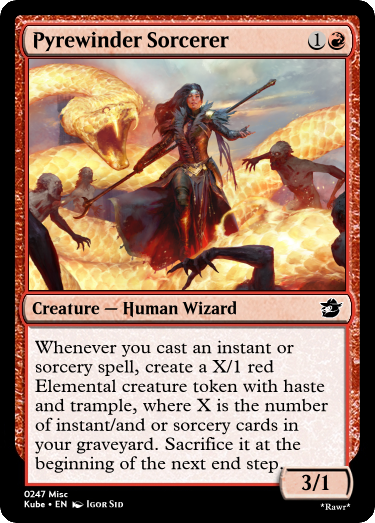 Pyrewinder Sorcerer 1
Creature — Human Wizard
Whenever you cast an instant or
sorcery spell, create a X/1 red
Elemental creature token with haste
and trample, where X is the number
of instant/and or sorcery cards in
your graveyard. Sacrifice it at the
beginning of the next end step.
3/1
0247 Misc
Kube • EN Igor Sid
*Rawr*